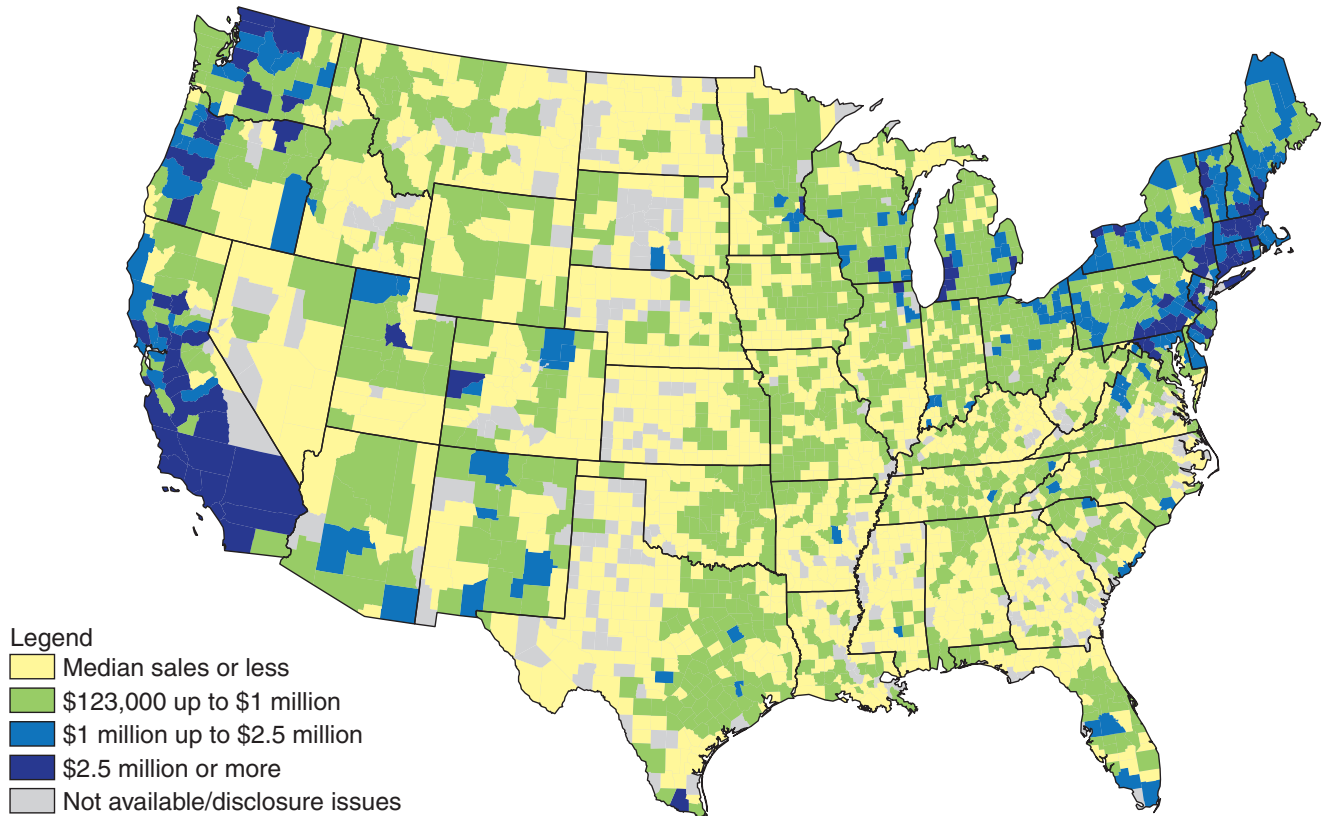 Legend
Median sales or less
$123,000 up to $1 million
$1 million up to $2.5 million
$2.5 million or more
Not available/disclosure issues